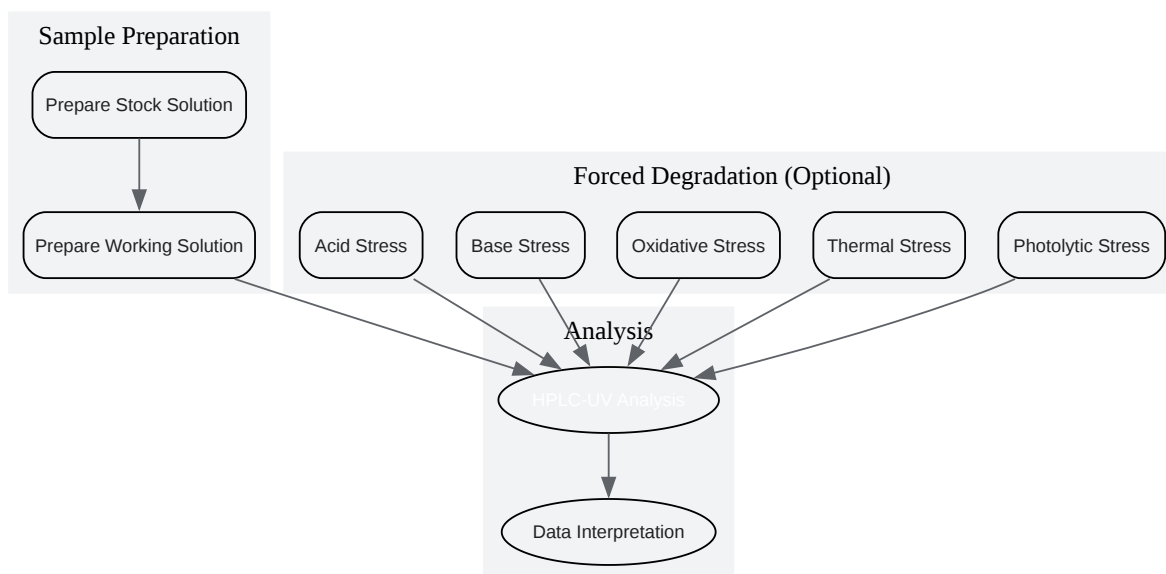 Sample Preparation
Prepare Stock Solution
Prepare Working Solution
Forced Degradation (Optional)
Acid Stress
Base Stress
Oxidative Stress
Thermal Stress
Photolytic Stress
Analysis
HPLC-UV Analysis
Data Interpretation